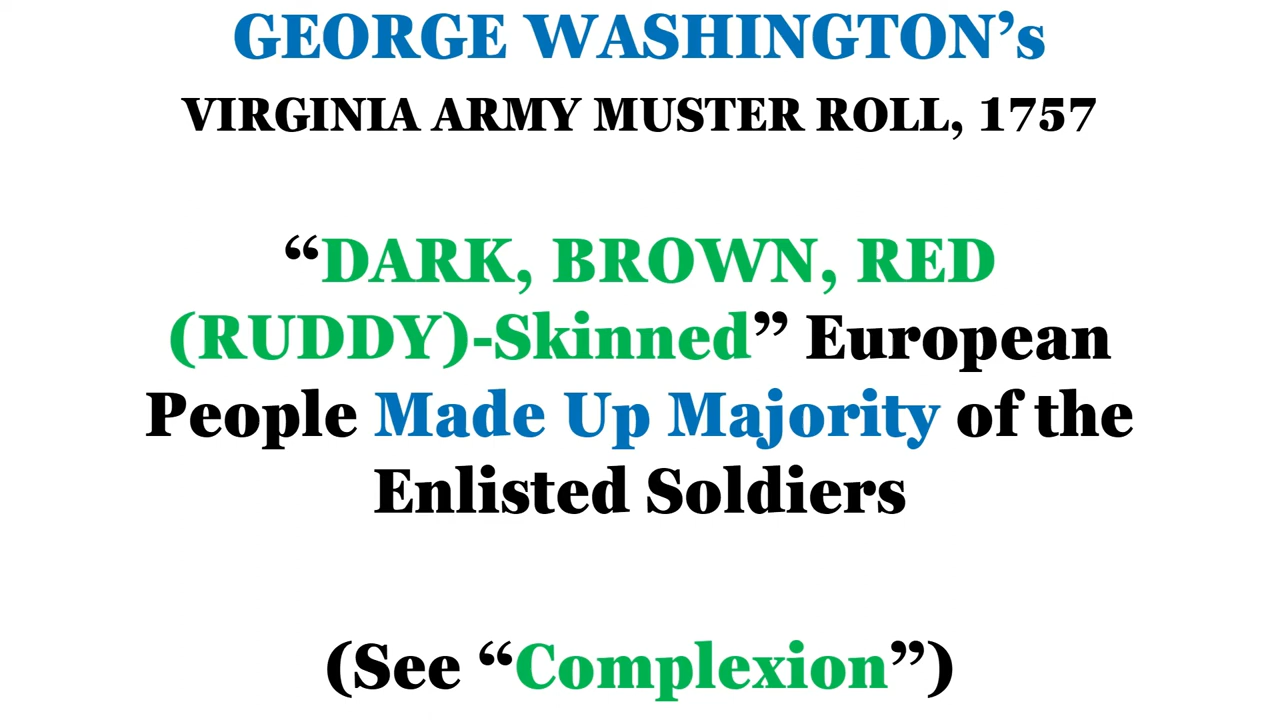 GEORGE WASHINGTON’s
VIRGINIA ARMY MUSTER ROLL, 1757
“DARK, BROWN, RED
(RUDDY)-Skinned” European
People Made Up Majority of the
Enlisted Soldiers
(See “Complexion”)